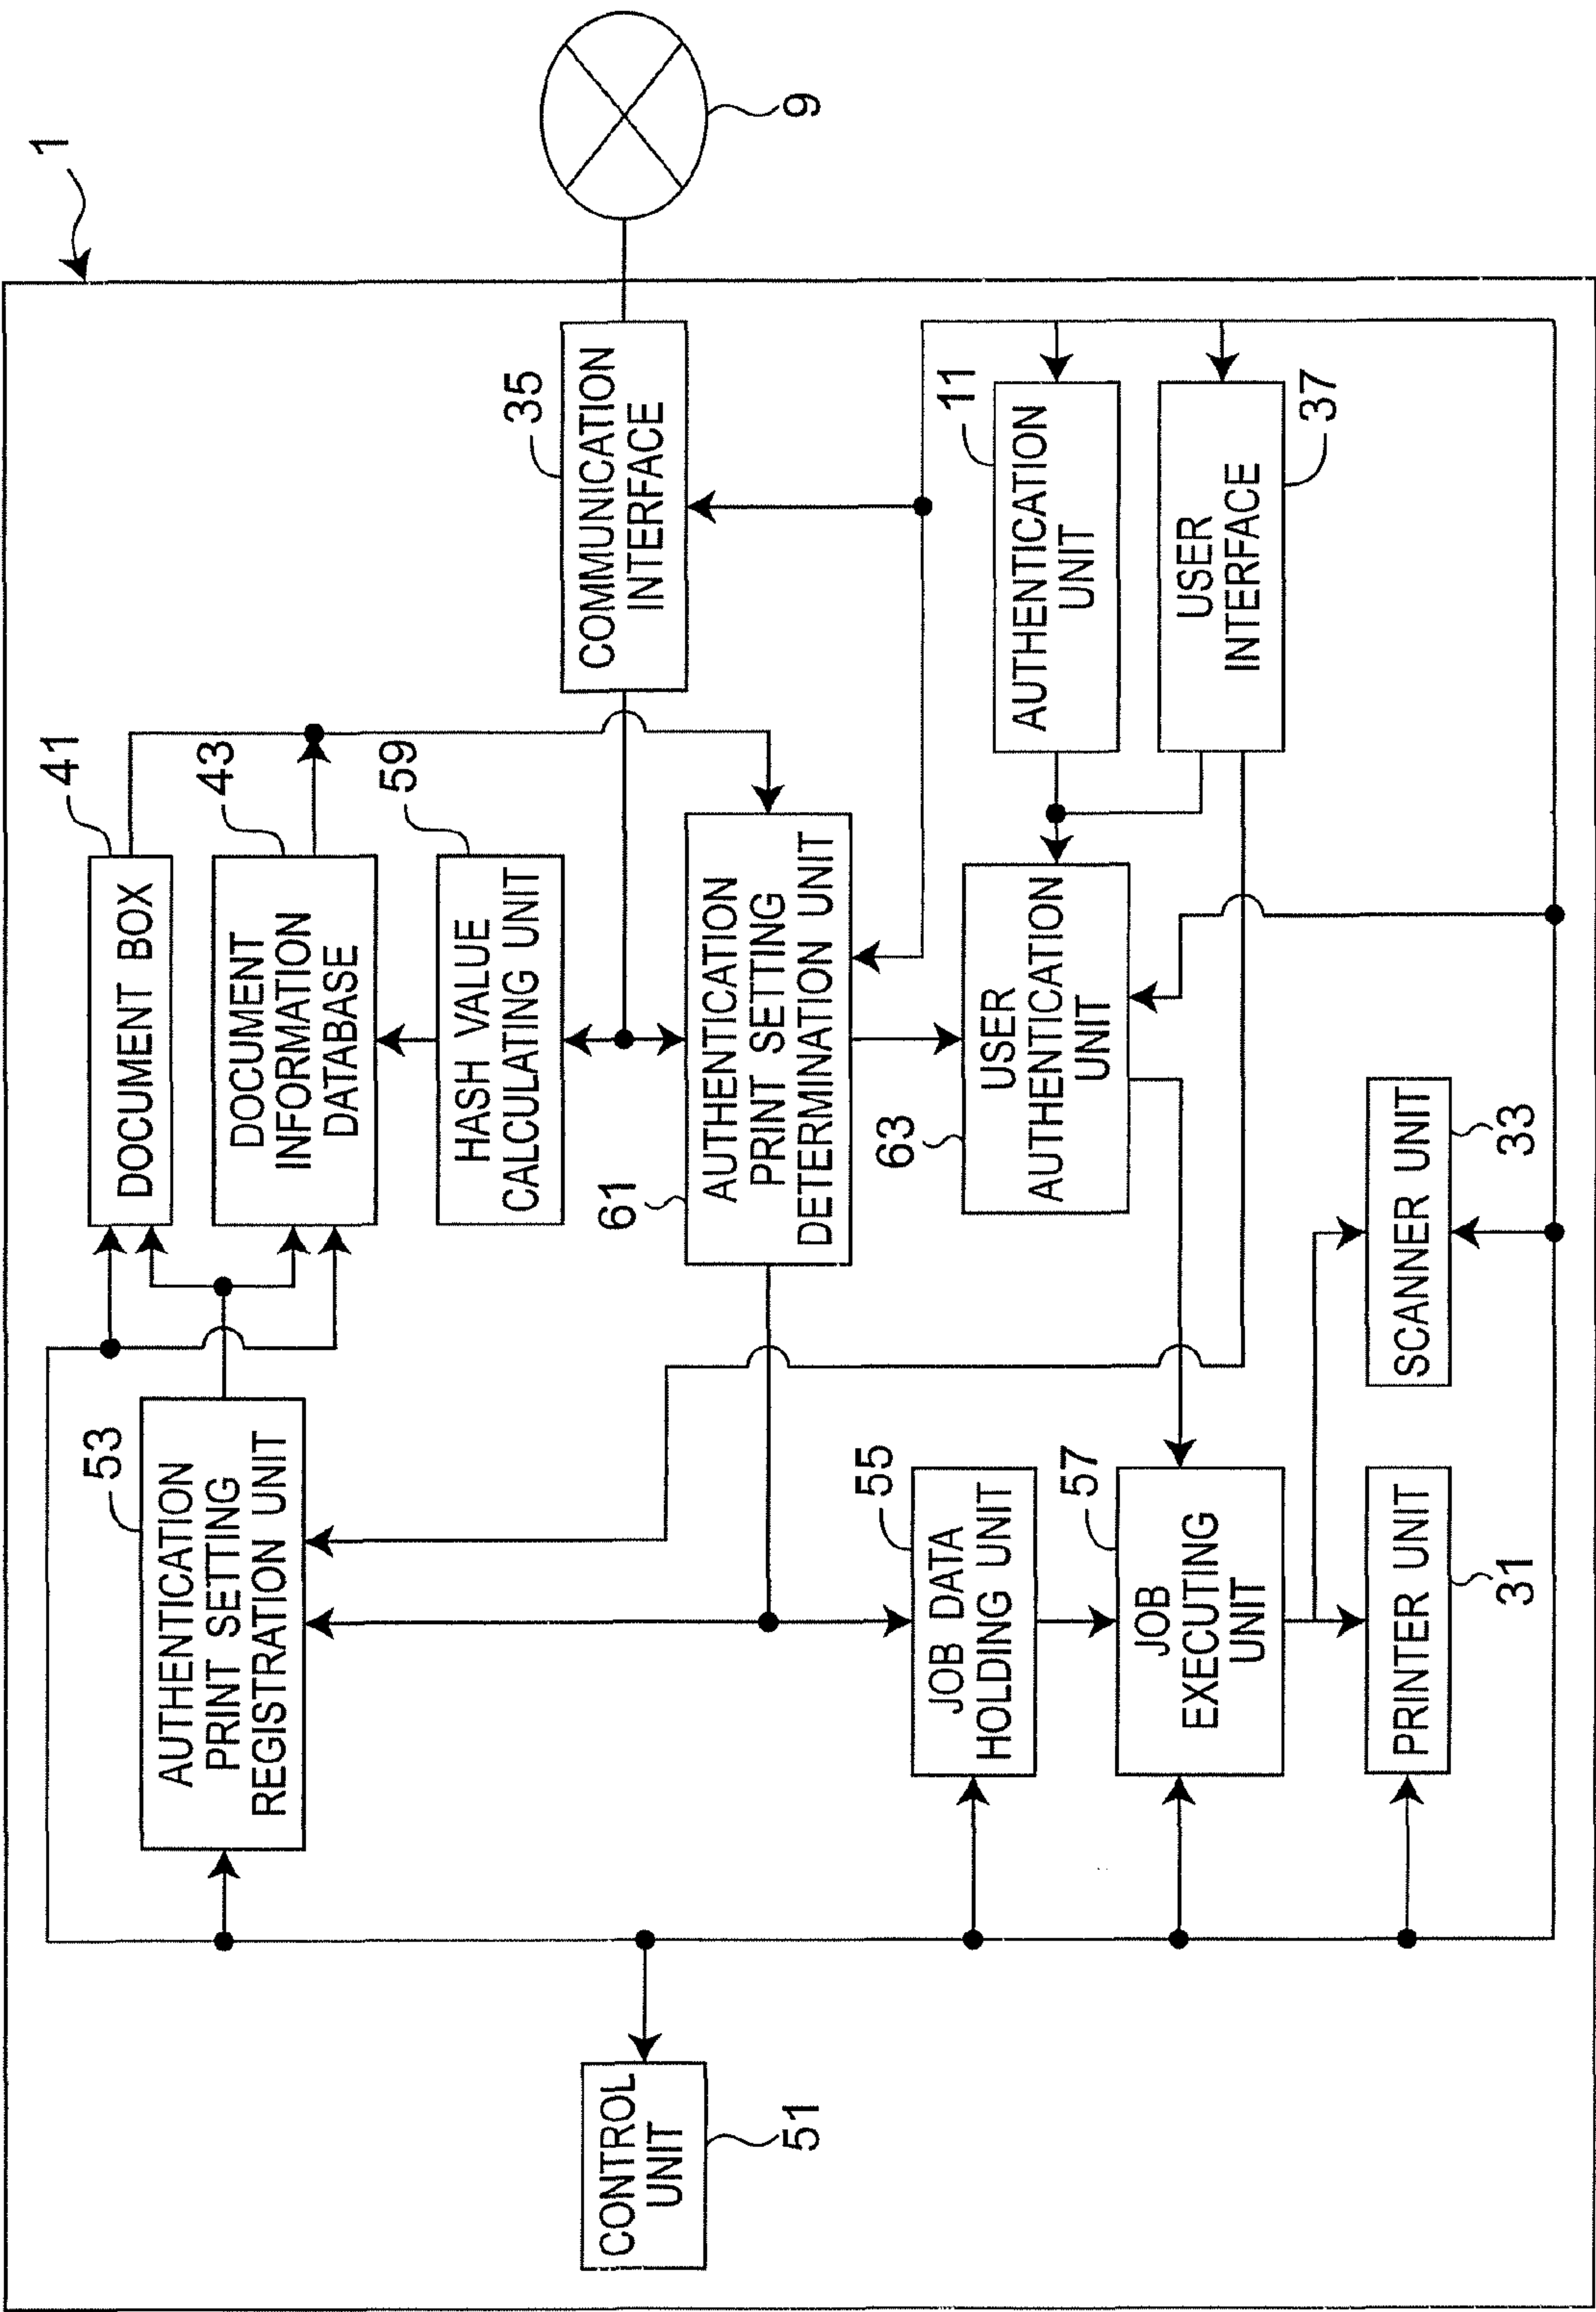 1
9
COMMUNICATION
INTERFACE
35
DOCUMENT BOX
41
DOCUMENT
INFORMATION
DATABASE
43
HASH VALUE
CALCULATING UNIT
59
AUTHENTICATION
PRINT SETTING
DETERMINATION UNIT
61
AUTHENTICATION
UNIT
11
USER
INTERFACE
37
USER
AUTHENTICATION
UNIT
63
SCANNER UNIT
33
AUTHENTICATION
PRINT SETTING
REGISTRATION UNIT
53
JOB DATA
HOLDING UNIT
55
JOB
EXECUTING
UNIT
57
PRINTER UNIT
31
CONTROL
UNIT
51